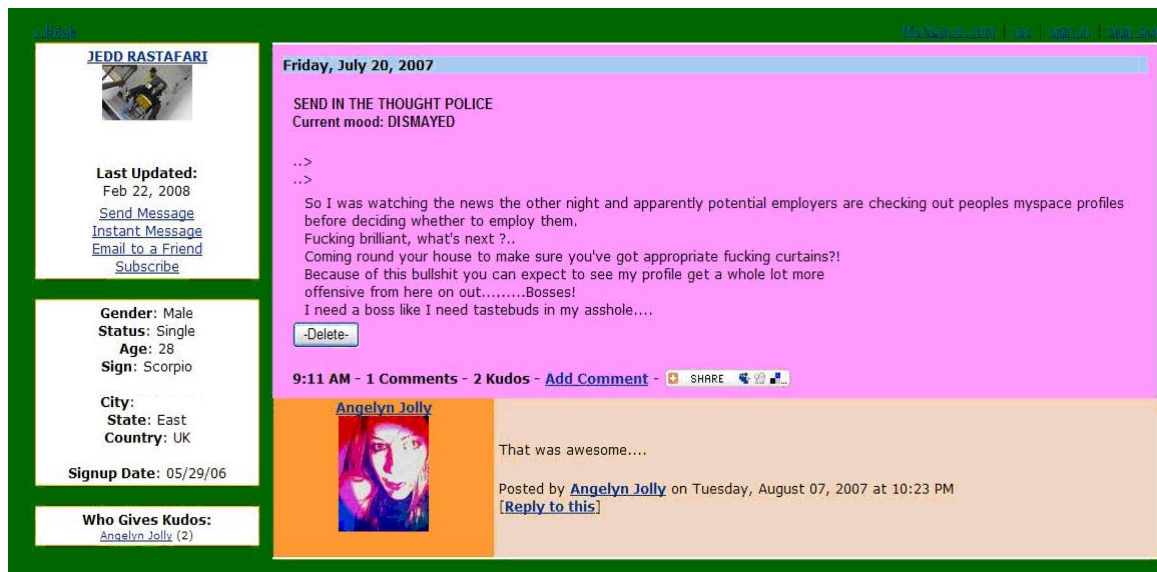 JEDD RASTAFARI
Last Updated:
Feb 22, 2008
Send Message
Instant Message
Email to a Friend
Subscribe
Gender: Male
Status: Single
Age: 28
Sign: Scorpio
City:
State: East
Country: UK
Signup Date: 05/29/06
Who Gives Kudos:
Angelyn Jolly (2)
Friday, July 20, 2007
SEND IN THE THOUGHT POLICE
Current mood: DISMAYED
..>
..>
So I was watching the news the other night and apparently potential employers are checking out peoples myspace profiles
before deciding whether to employ them.
Fucking brilliant, what's next ?..
Coming round your house to make sure you've got appropriate fucking curtains?!
Because of this bullshit you can expect to see my profile get a whole lot more
offensive from here on out.........Bosses!
I need a boss like I need tastebuds in my asshole....
-Delete-
9:11 AM - 1 Comments - 2 Kudos - Add Comment - SHARE
Angelyn Jolly
That was awesome....
Posted by Angelyn Jolly on Tuesday, August 07, 2007 at 10:23 PM
[Reply to this]